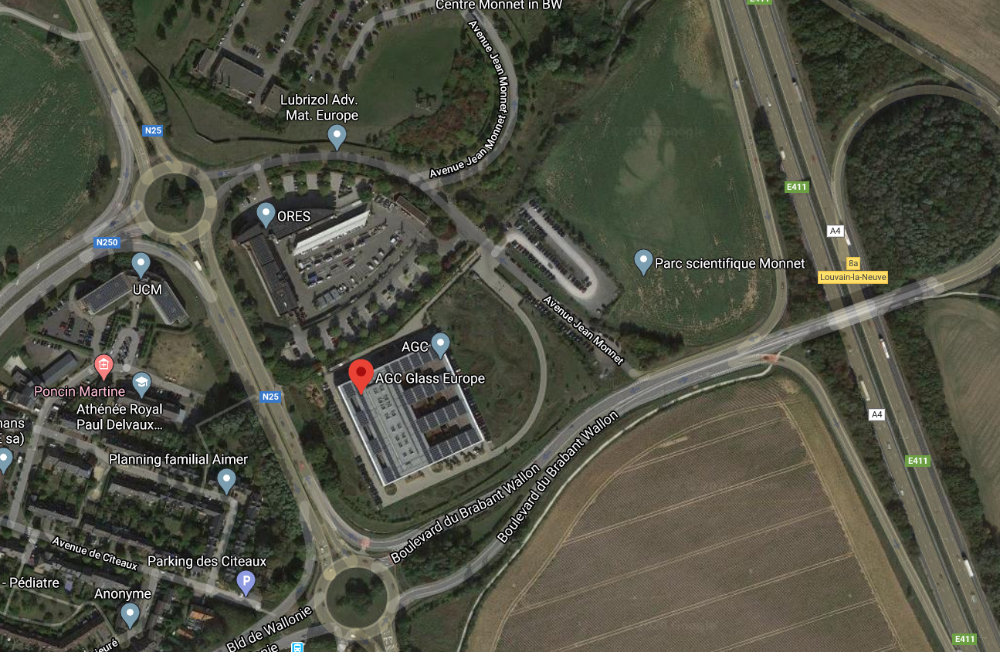 Centre Monnet in BW
E411
Avenue Jean Monnet
Lubrizol Adv.
Mat. Europe
N25
Avenue Jean Monnet
E411
ORES
A4
N250
8a
Parc scientifique Monnet
Louvain-la-Neuve
UCM
Avenue Jean Monnet
AGC
AGC Glass Europe
Poncin Martine
N25
Athénée Royal
Paul Delvaux...
A4
Boulevard du Brabant Wallon
sa)
Planning familial Aimer
E411
Boulevard du Brabant Wallon
Avenue de Cîteaux
Parking des Citeaux
P
- Pédiatre
Anonyme
Bld de Wallonie
E411